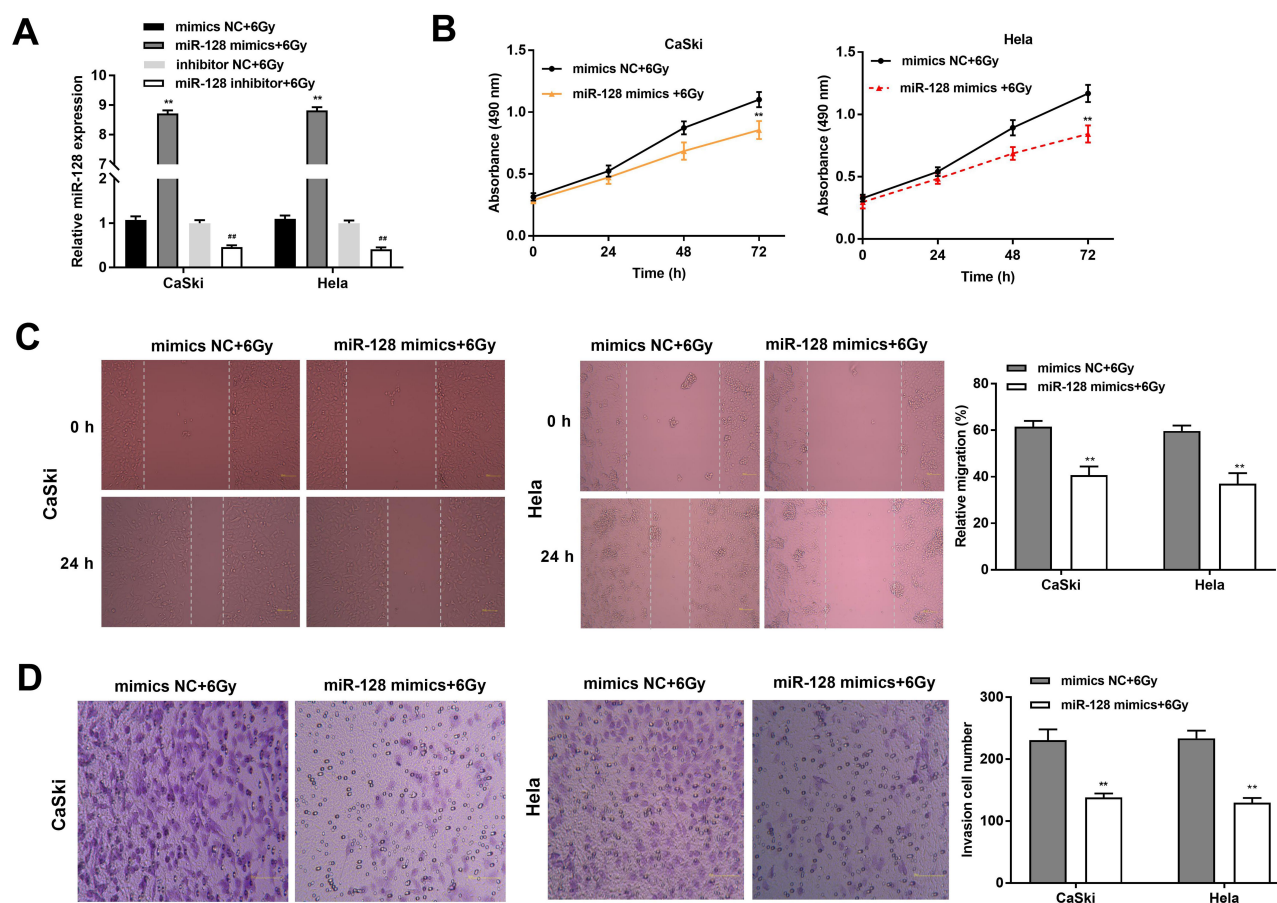 A
mimics NC+6Gy
miR-128 mimics+6Gy
inhibitor NC+6Gy
miR-128 inhibitor+6Gy
Relative miR-128 expression
10
9
8
7
2
1
0
**
##
**
##
CaSki
Hela
B
CaSki
mimics NC+6Gy
miR-128 mimics +6Gy
Absorbance (490 nm)
1.5
1.0
0.5
0.0
**
0
24
48
72
Time (h)
Hela
mimics NC+6Gy
miR-128 mimics +6Gy
Absorbance (490 nm)
1.5
1.0
0.5
0.0
**
0
24
48
72
Time (h)
C
mimics NC+6Gy
miR-128 mimics+6Gy
CaSki
0 h
24 h
mimics NC+6Gy
miR-128 mimics+6Gy
Hela
0 h
24 h
mimics NC+6Gy
miR-128 mimics+6Gy
Relative migration (%)
80
60
40
20
0
**
**
CaSki
Hela
D
mimics NC+6Gy
miR-128 mimics+6Gy
CaSki
mimics NC+6Gy
miR-128 mimics+6Gy
Hela
mimics NC+6Gy
miR-128 mimics+6Gy
Invasion cell number
300
200
100
0
**
**
CaSki
Hela